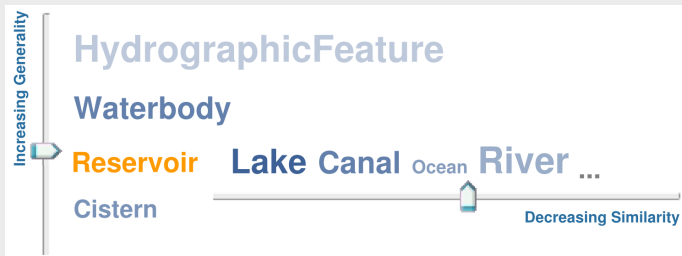 Increasing Generality
HydrographicFeature
Waterbody
Reservoir Lake Canal Ocean River ...
Cistern
Decreasing Similarity